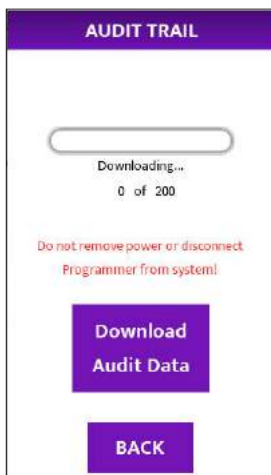 AUDIT TRAIL
Downloading...
0 of 200
Do not remove power or disconnect
Programmer from system!
Download
Audit Data
BACK